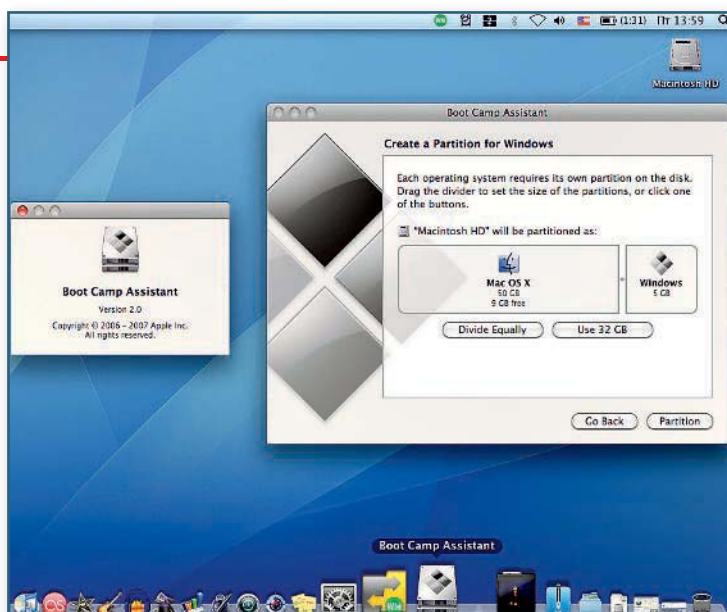 (1:31) Пт 13:59
Macintosh HD
Boot Camp Assistant
Create a Partition for Windows
Each operating system requires its own partition on the disk.
Drag the divider to set the size of the partitions, or click one
of the buttons.
"Macintosh HD" will be partitioned as:
Mac OS X
50 GB
9 GB free
Windows
5 GB
Divide Equally
Use 32 GB
Go Back
Partition
Boot Camp Assistant
Version 2.0
Copyright © 2006 – 2007 Apple Inc.
All rights reserved.
Boot Camp Assistant